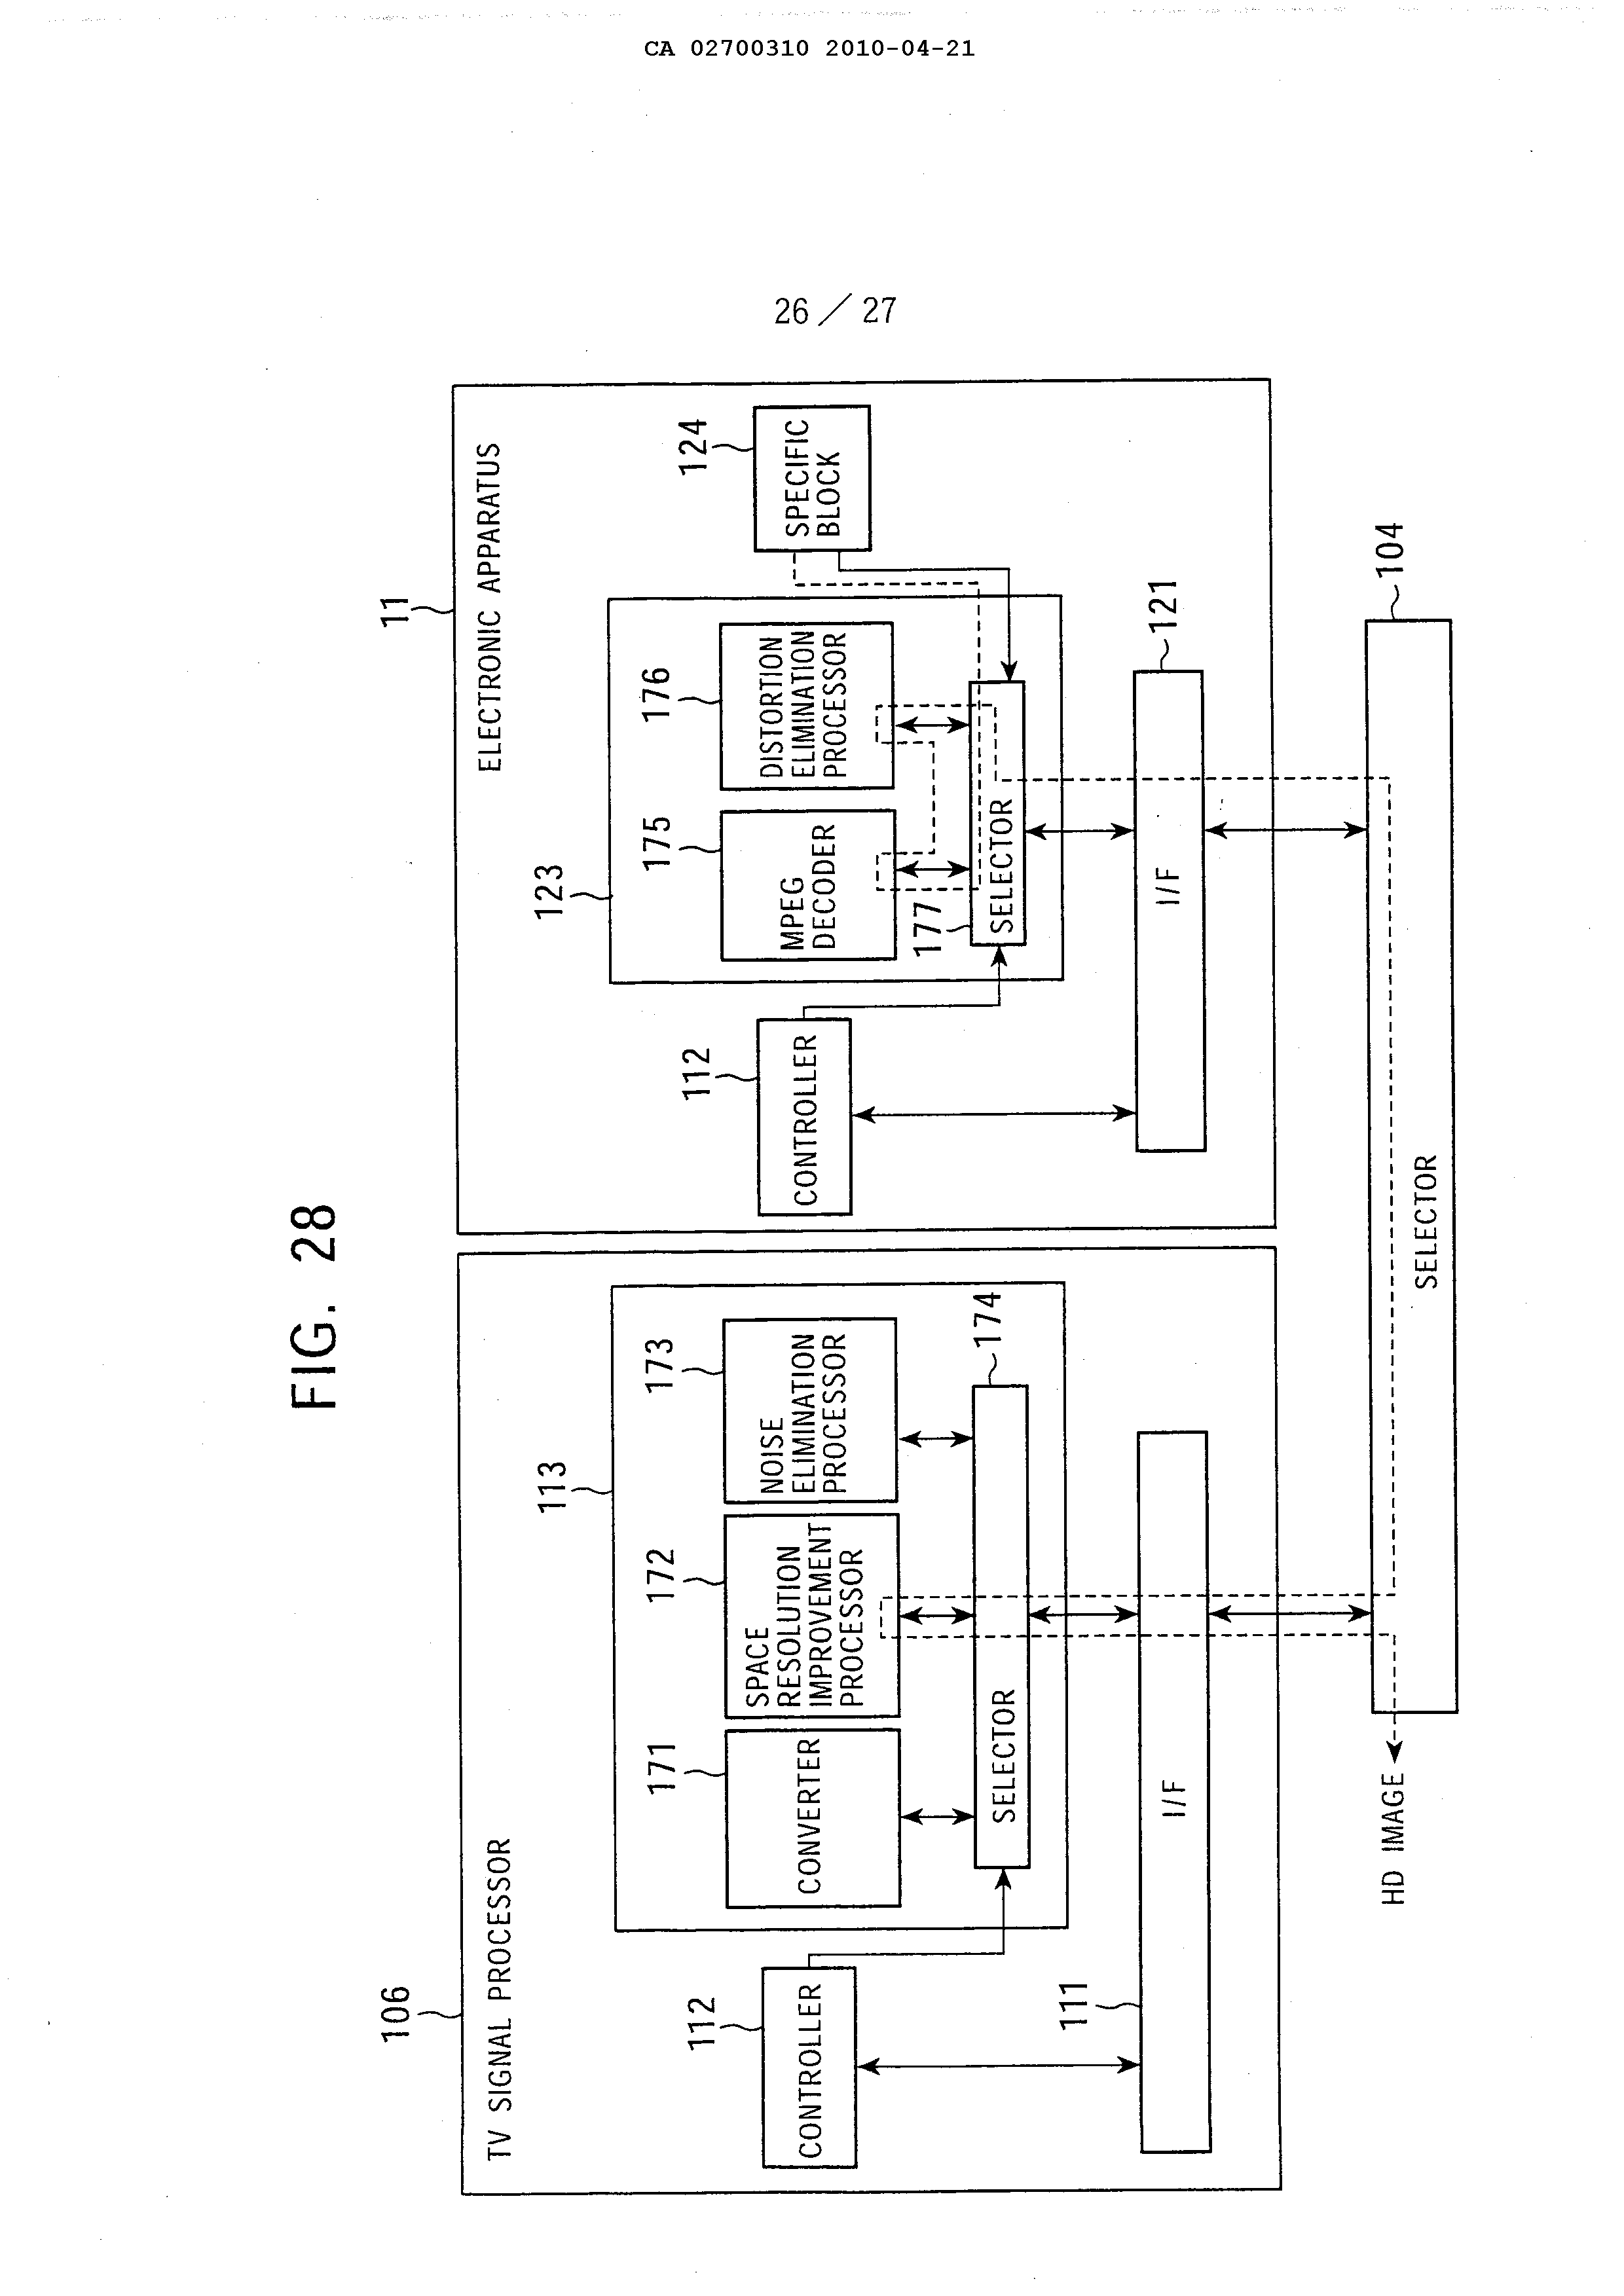 CA 02700310 2010-04-21
26 / 27
FIG. 28
106
TV SIGNAL PROCESSOR
113
171
CONVERTER
172
SPACE
RESOLUTION
IMPROVEMENT
PROCESSOR
173
NOISE
ELIMINATION
PROCESSOR
112
CONTROLLER
174
SELECTOR
111
I/F
11
ELECTRONIC APPARATUS
123
175
MPEG
DECODER
176
DISTORTION
ELIMINATION
PROCESSOR
124
SPECIFIC
BLOCK
112
CONTROLLER
177
SELECTOR
121
I/F
104
SELECTOR
HD IMAGE